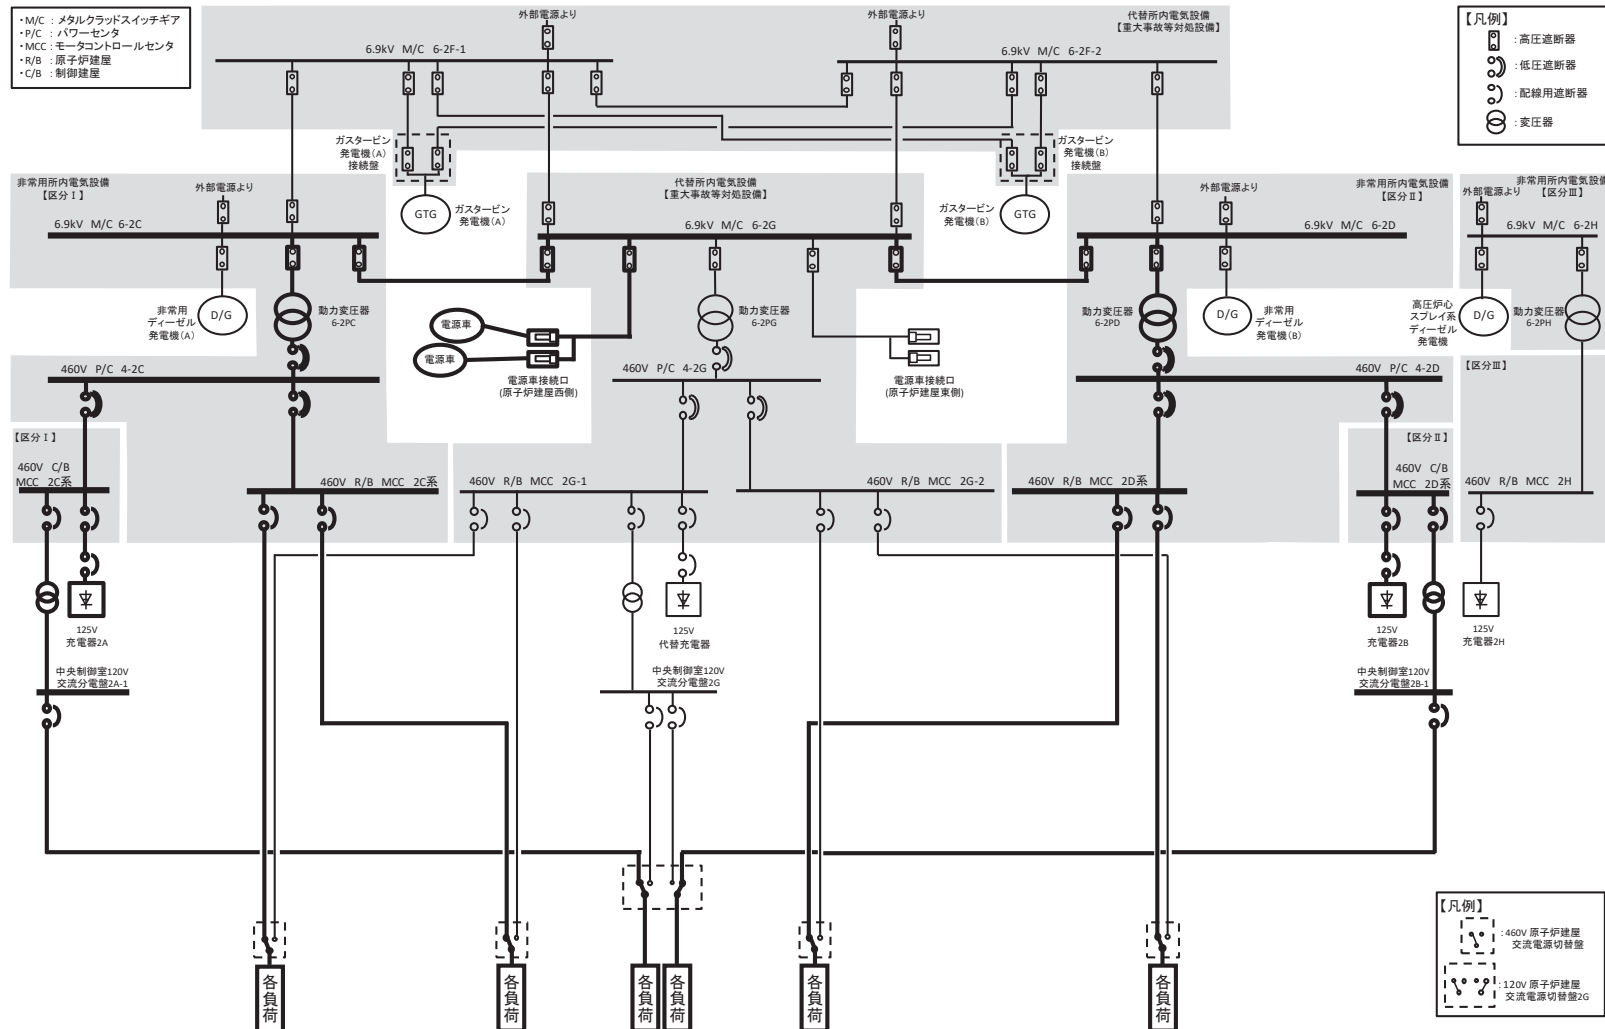 ・M/C ：メタルクラッドスイッチギア
・P/C ：パワーセンタ
・MCC：モータコントロールセンタ
・R/B ：原子炉建屋
・C/B ：制御建屋
外部電源より
外部電源より
代替所内電気設備
【重大事故等対処設備】
6.9kV M/C 6-2F-1
6.9kV M/C 6-2F-2
【凡例】
：高圧遮断器
：低圧遮断器
：配線用遮断器
：変圧器
ガスタービン
発電機(A)
接続盤
ガスタービン
発電機(B)
接続盤
非常用所内電気設備
【区分Ⅰ】
外部電源より
6.9kV M/C 6-2C
GTG
ガスタービン
発電機(A)
代替所内電気設備
【重大事故等対処設備】
6.9kV M/C 6-2G
ガスタービン
発電機(B)
GTG
外部電源より
非常用所内電気設備
【区分Ⅱ】
6.9kV M/C 6-2D
非常用所内電気設備
【区分Ⅲ】
外部電源より
6.9kV M/C 6-2H
非常用
ディーゼル
発電機(A)
D/G
動力変圧器
6-2PC
電源車
電源車
電源車接続口
(原子炉建屋西側)
動力変圧器
6-2PG
電源車接続口
(原子炉建屋東側)
動力変圧器
6-2PD
D/G
非常用
ディーゼル
発電機(B)
高圧炉心
スプレイ系
ディーゼル
発電機
D/G
動力変圧器
6-2PH
460V P/C 4-2C
460V P/C 4-2G
460V P/C 4-2D
【区分Ⅲ】
【区分Ⅰ】
460V C/B
MCC 2C系
460V R/B MCC 2C系
460V R/B MCC 2G-1
460V R/B MCC 2G-2
460V R/B MCC 2D系
【区分Ⅱ】
460V C/B
MCC 2D系
460V R/B MCC 2H
125V
充電器2A
125V
代替充電器
125V
充電器2B
125V
充電器2H
中央制御室120V
交流分電盤2A-1
中央制御室120V
交流分電盤2G
中央制御室120V
交流分電盤2B-1
各負荷
各負荷
各負荷
各負荷
各負荷
各負荷
【凡例】
：460V 原子炉建屋
交流電源切替盤
：120V 原子炉建屋
交流電源切替盤2G